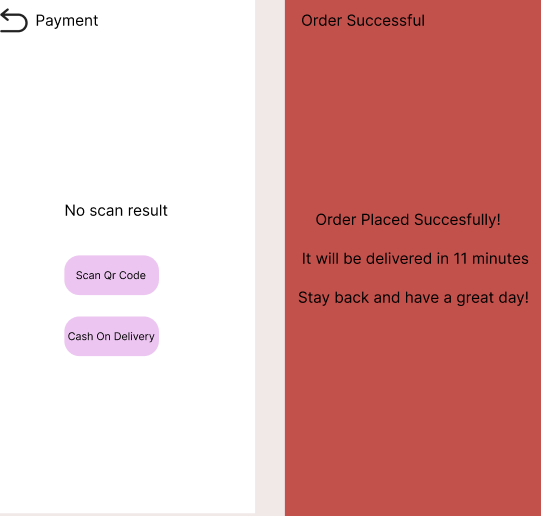 Payment
No scan result
Scan Qr Code
Cash On Delivery
Order Successful
Order Placed Succesfully!
It will be delivered in 11 minutes
Stay back and have a great day!